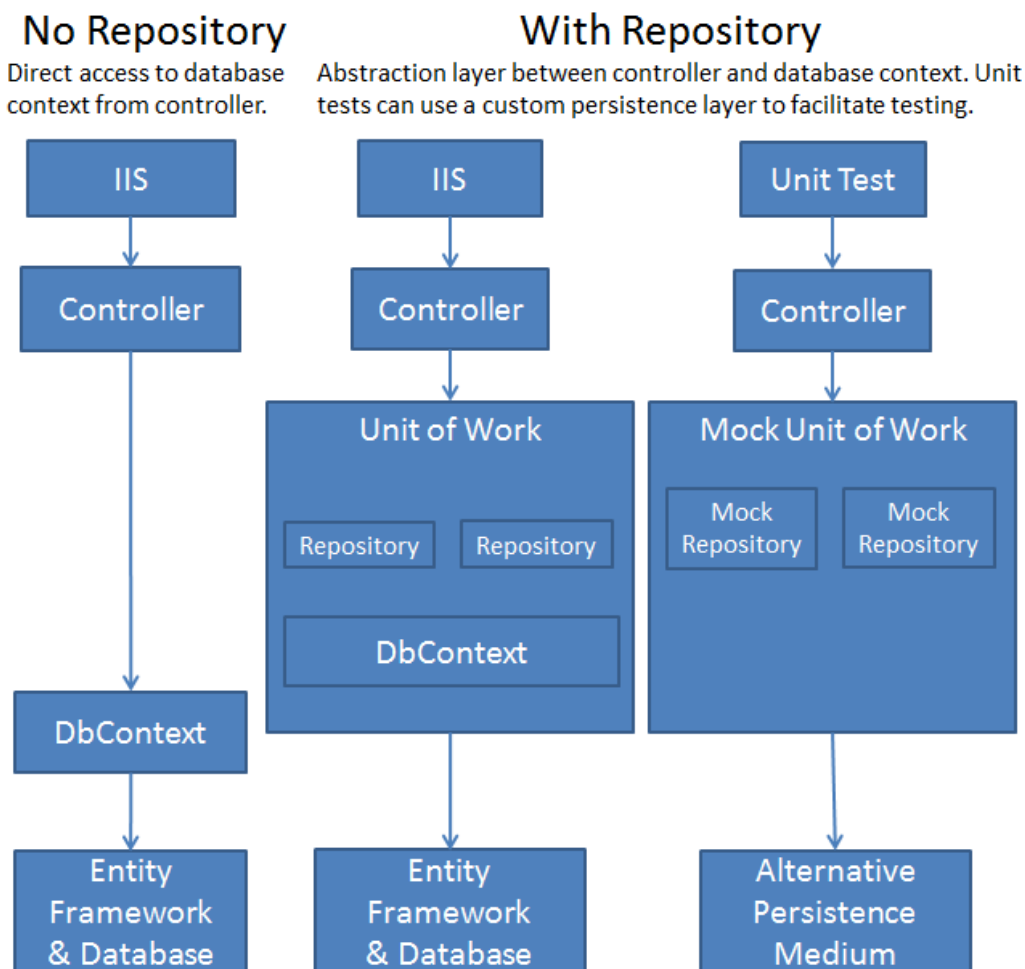 No Repository
Direct access to database
context from controller.
With Repository
Abstraction layer between controller and database context. Unit
tests can use a custom persistence layer to facilitate testing.
IIS
Controller
DbContext
Entity
Framework
& Database
IIS
Controller
Unit of Work
Repository
Repository
DbContext
Entity
Framework
& Database
Unit Test
Controller
Mock Unit of Work
Mock
Repository
Mock
Repository
Alternative
Persistence
Medium